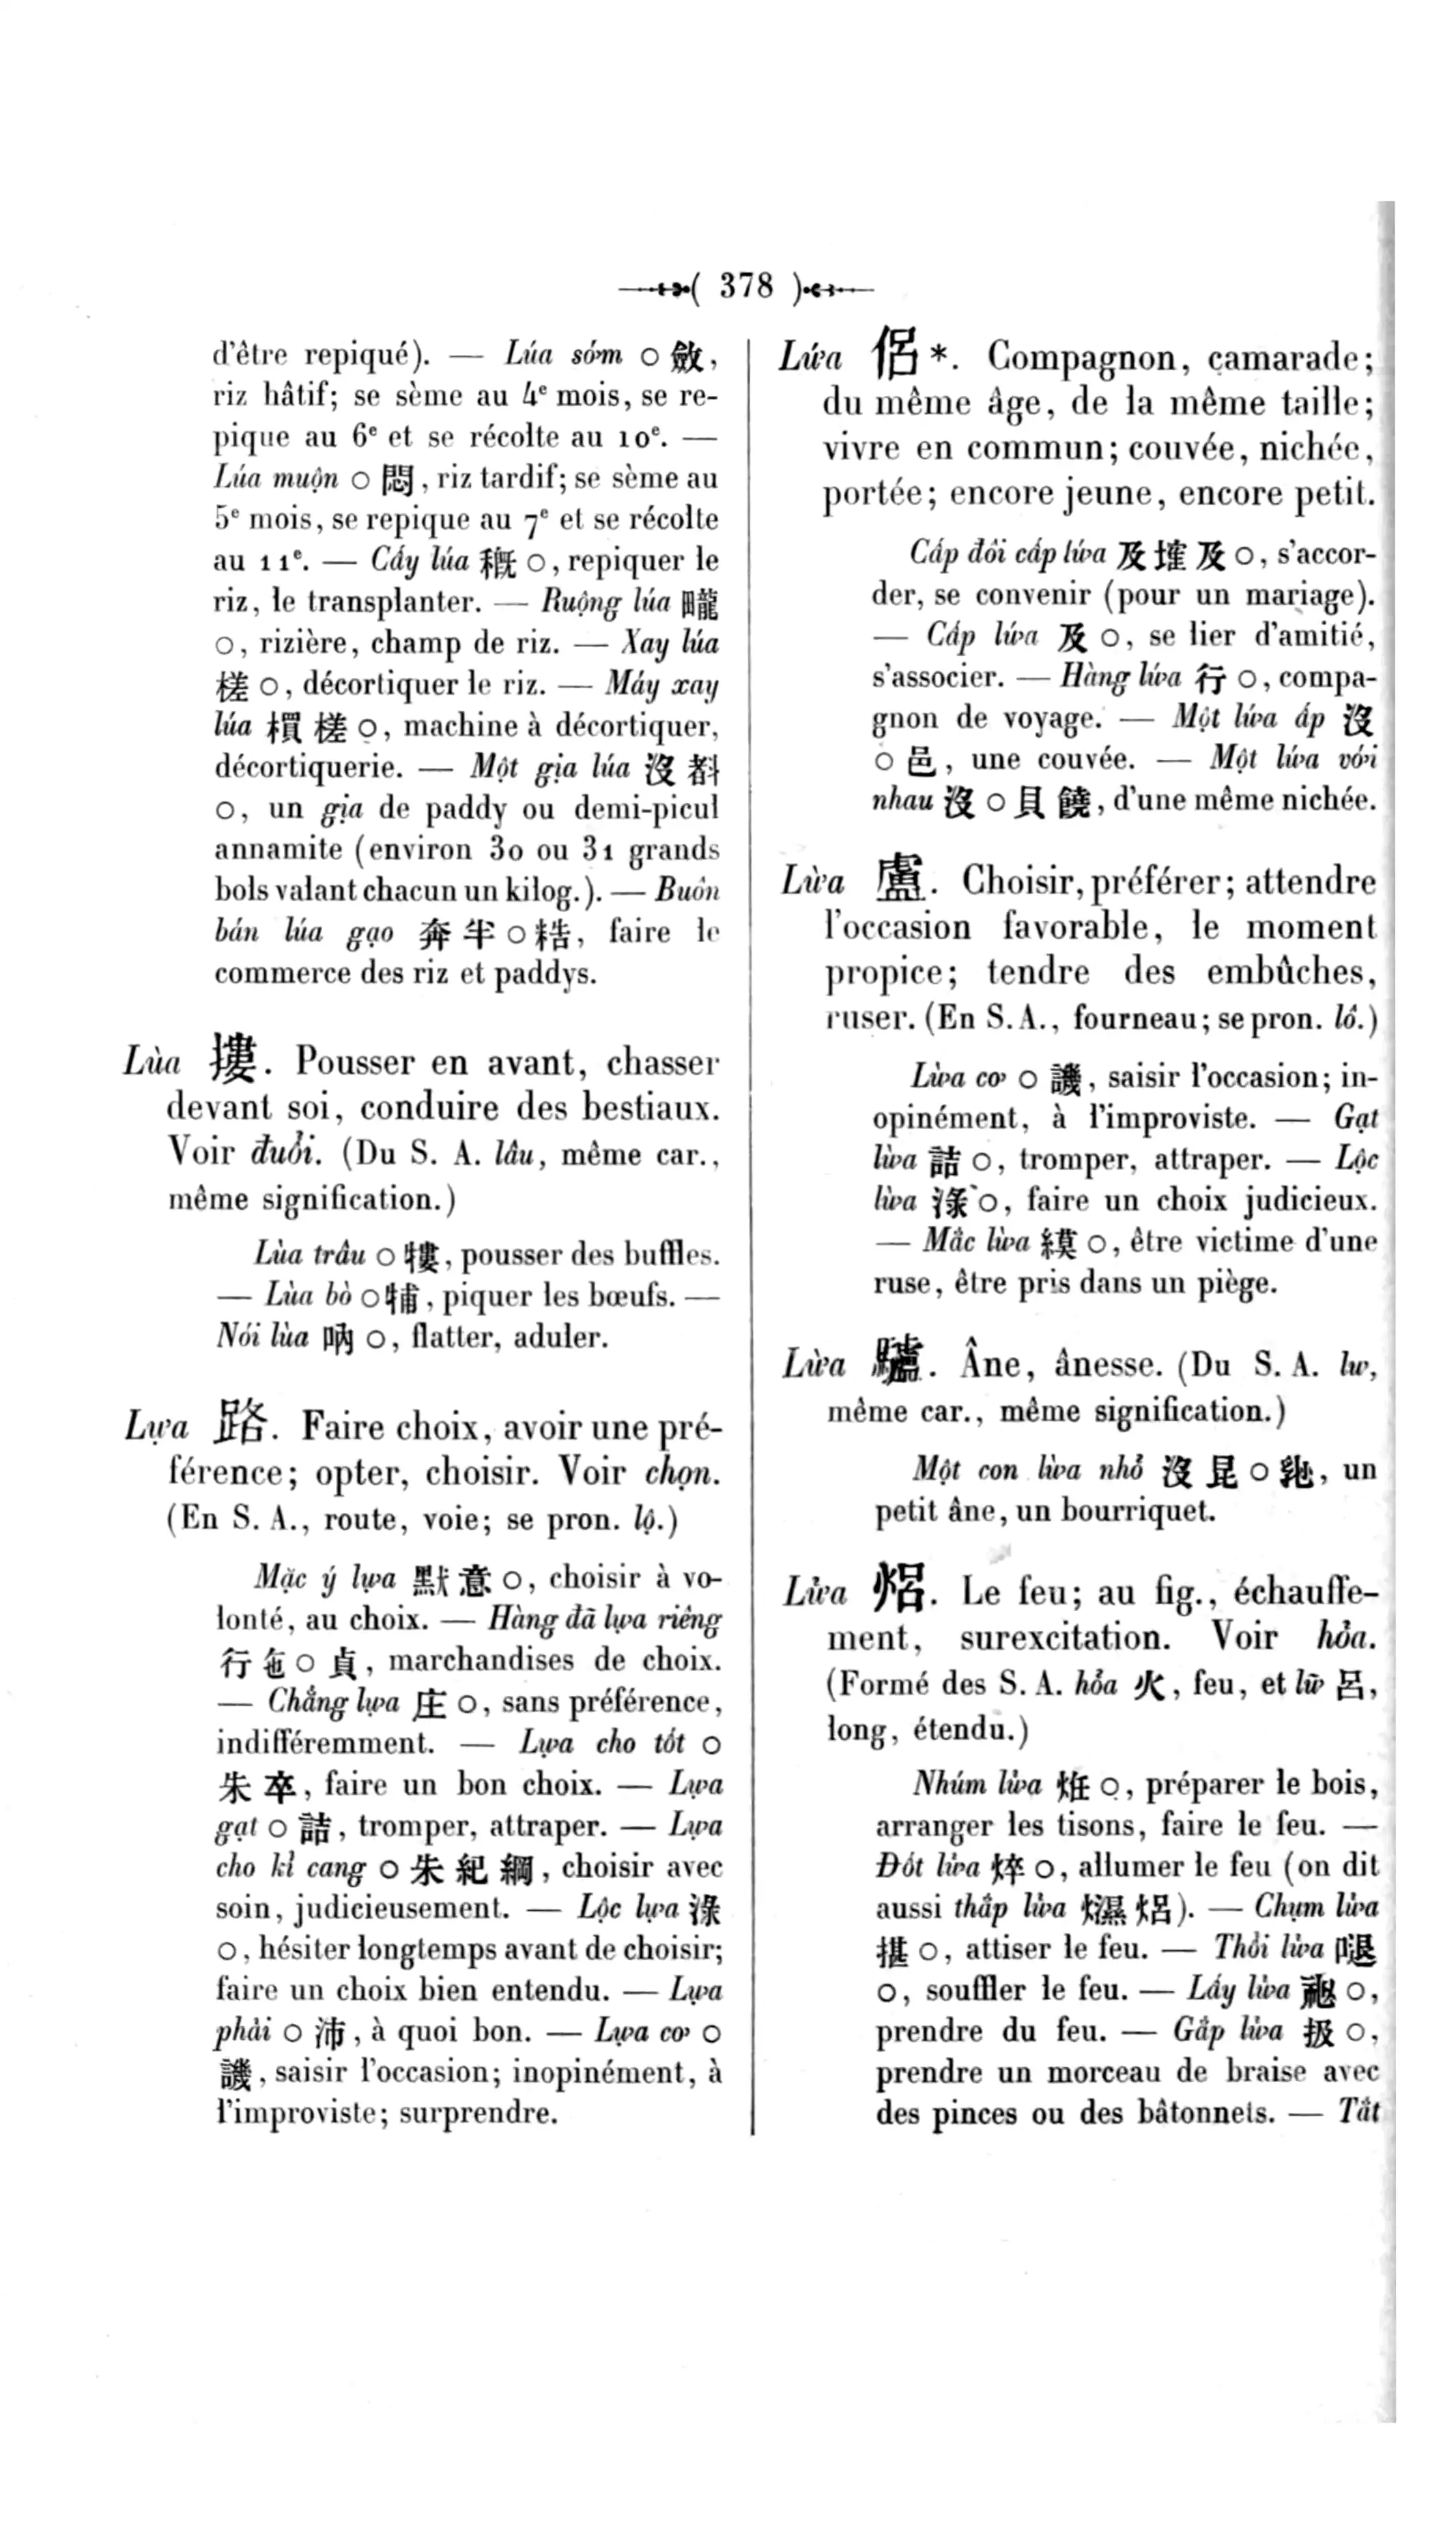 ( 378 )
d'être repiqué). — Lúa sớm ○ 斂,
riz hâtif; se sème au 4e mois, se re-
pique au 6e et se récolte au 10e. —
Lúa muộn ○ 悶, riz tardif; se sème au
5e mois, se repique au 7e et se récolte
au 11e. — Cấy lúa ○, repiquer le
riz, le transplanter. — Ruộng lúa 㽫
○, rizière, champ de riz. — Xay lúa
槎 ○, décortiquer le riz. — Máy xay
lúa 槎 ○, machine à décortiquer,
décortiquerie. — Một gịa lúa 沒
○, un gịa de paddy ou demi-picul
annamite (environ 30 ou 31 grands
bols valant chacun un kilog.). — Buôn
bán lúa gạo 奔 半 ○ 𥺊, faire le
commerce des riz et paddys.
Lùa 摟. Pousser en avant, chasser
devant soi, conduire des bestiaux.
Voir đuổi. (Du S. A. lâu, même car.,
même signification.)
Lùa trâu ○, pousser des buffles.
— Lùa bò ○ 𤙭, piquer les bœufs. —
Nói lùa 吶 ○, flatter, aduler.
Lựa 路. Faire choix, avoir une pré-
férence; opter, choisir. Voir chọn.
(En S. A., route, voie; se pron. lộ.)
Mặc ý lựa 默 意 ○, choisir à vo-
lonté, au choix. — Hàng đã lựa riêng
行 ○ 貞, marchandises de choix.
— Chẳng lựa 庄 ○, sans préférence,
indifféremment. — Lựa cho tốt ○
朱 卒, faire un bon choix. — Lựa
gạt ○ 詰, tromper, attraper. — Lựa
cho kỉ cang ○ 朱 紀 綱, choisir avec
soin, judicieusement. — Lộc lựa 淥
○, hésiter longtemps avant de choisir;
faire un choix bien entendu. — Lựa
phải ○ 沛, à quoi bon. — Lựa cơ ○
譏, saisir l'occasion; inopinément, à
l'improviste; surprendre.
Lứa 侶 *. Compagnon, camarade;
du même âge, de la même taille;
vivre en commun; couvée, nichée,
portée; encore jeune, encore petit.
Cấp đôi cấp lứa 及 及 ○, s'accor-
der, se convenir (pour un mariage).
— Cấp lứa 及 ○, se lier d'amitié,
s'associer. — Hàng lứa 行 ○, compa-
gnon de voyage. — Một lứa ấp 沒
○ 邑, une couvée. — Một lứa với
nhau 沒 ○ 貝 饒, d'une même nichée.
Lừa 盧. Choisir, préférer; attendre
l'occasion favorable, le moment
propice; tendre des embûches,
ruser. (En S. A., fourneau; se pron. lô.)
Lừa cơ ○ 譏, saisir l'occasion; in-
opinément, à l'improviste. — Gạt
lừa 詰 ○, tromper, attraper. — Lộc
lừa 淥 ○, faire un choix judicieux.
— Mắc lừa 縸 ○, être victime d'une
ruse, être pris dans un piège.
Lừa 驢. Âne, ânesse. (Du S. A. lư,
même car., même signification.)
Một con lừa nhỏ 沒 昆 ○, un
petit âne, un bourriquet.
Lửa 焒. Le feu; au fig., échauffe-
ment, surexcitation. Voir hỏa.
(Formé des S. A. hỏa 火, feu, et lữ 呂,
long, étendu.)
Nhúm lửa ○, préparer le bois,
arranger les tisons, faire le feu. —
Đốt lửa 焠 ○, allumer le feu (on dit
aussi thắp lửa 焒). — Chụm lửa
揕 ○, attiser le feu. — Thổi lửa
○, souffler le feu. — Lấy lửa ○,
prendre du feu. — Gắp lửa 扱 ○,
prendre un morceau de braise avec
des pinces ou des bâtonnets. — Tắt